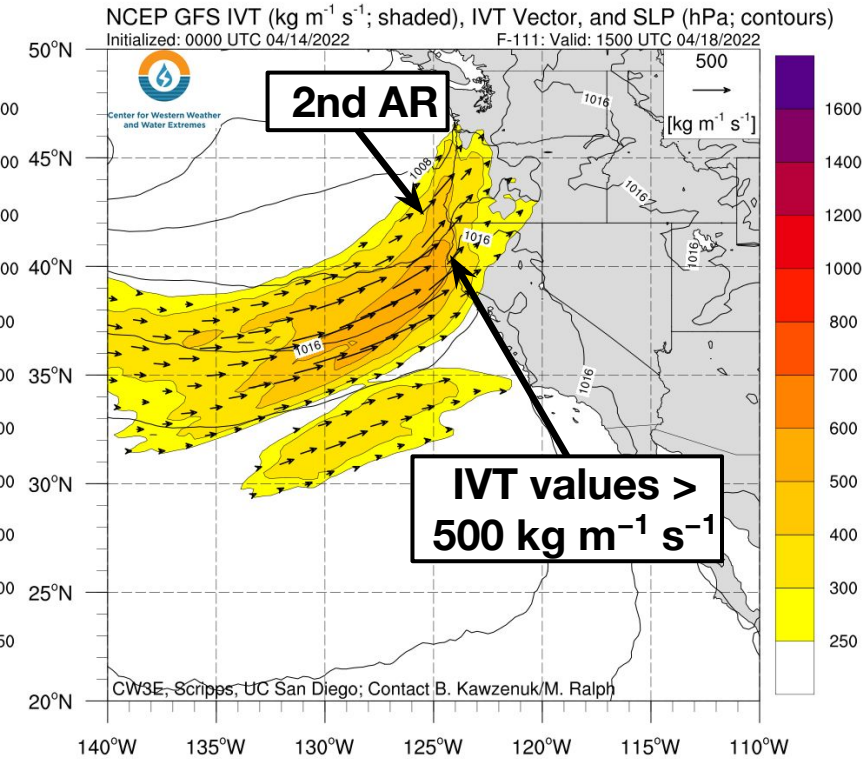 NCEP GFS IVT (kg m⁻¹ s⁻¹; shaded), IVT Vector, and SLP (hPa; contours)
Initialized: 0000 UTC 04/14/2022
F-111: Valid: 1500 UTC 04/18/2022
50°N
45°N
40°N
35°N
30°N
25°N
20°N
Center for Western Weather
and Water Extremes
2nd AR
500
[kg m⁻¹ s⁻¹]
1016
1008
1016
1016
1016
1016
1016
IVT values >
500 kg m⁻¹ s⁻¹
CW3E, Scripps, UC San Diego; Contact B. Kawzenuk/M. Ralph
140°W
135°W
130°W
125°W
120°W
115°W
110°W
1600
1400
1200
1000
800
700
600
500
400
300
250